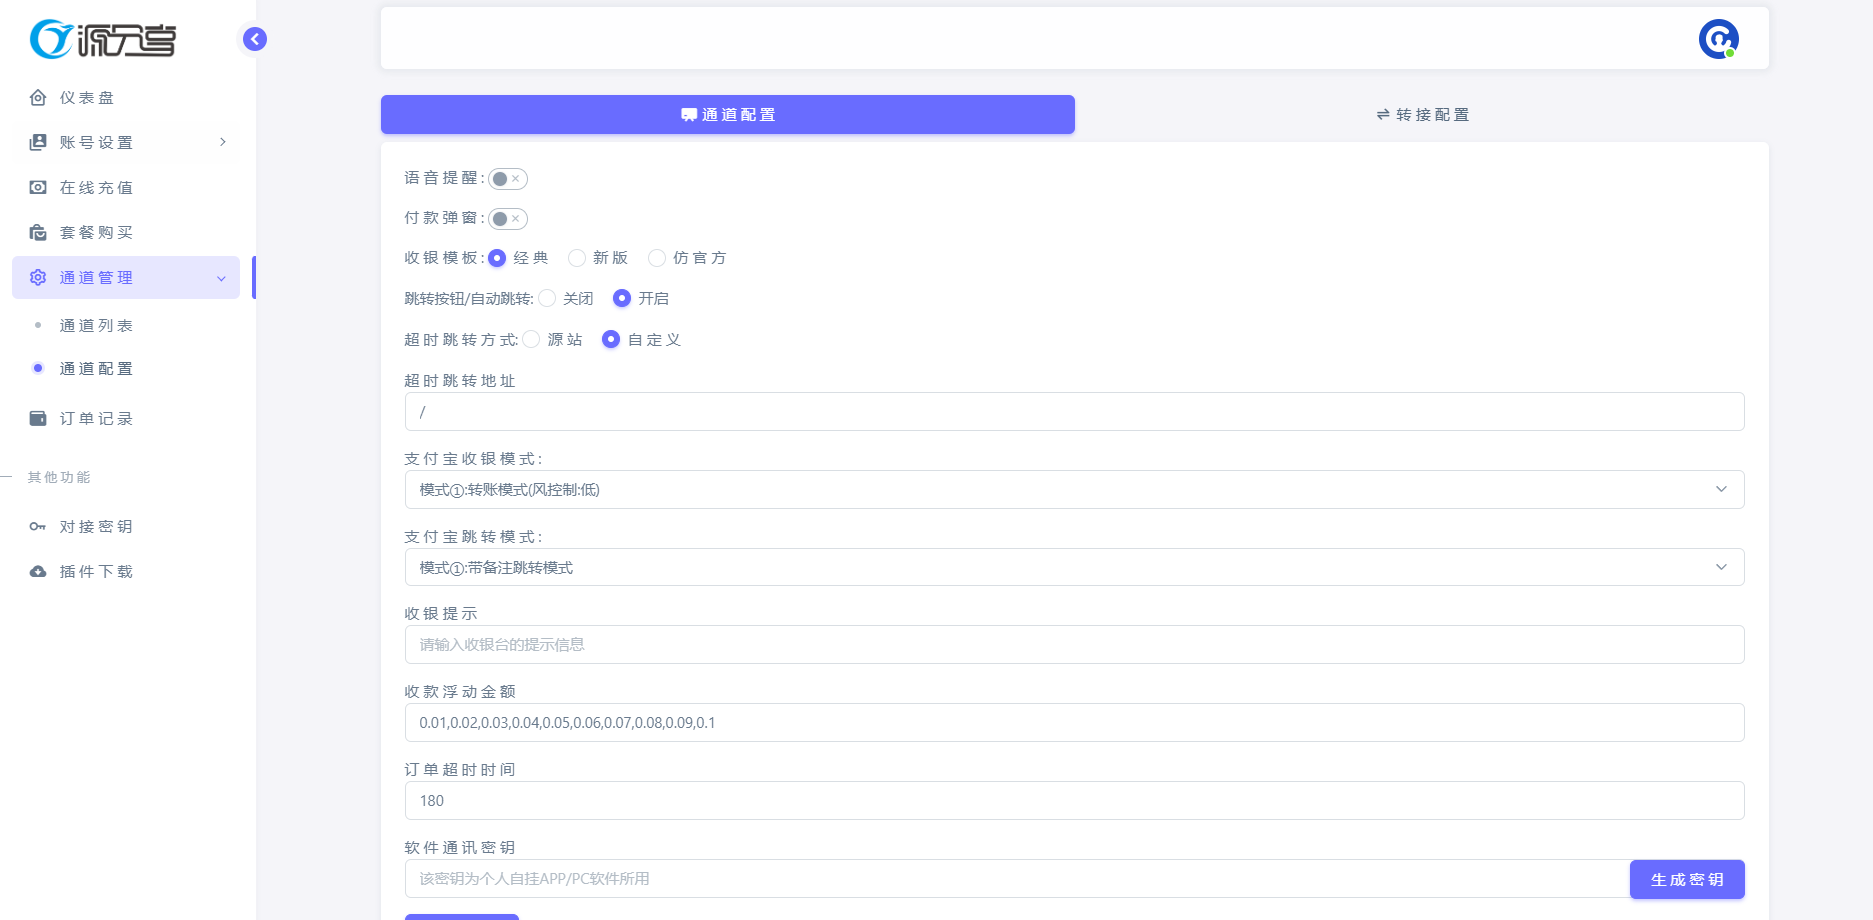 源分者
仪表盘
账号设置
在线充值
套餐购买
通道管理
通道列表
通道配置
订单记录
其他功能
对接密钥
插件下载
通道配置
转接配置
语音提醒:
付款弹窗:
收银模板: 经典 新版 仿官方
跳转按钮/自动跳转: 关闭 开启
超时跳转方式: 源站 自定义
超时跳转地址
/
支付宝收银模式:
模式①:转账模式(风控制:低)
支付宝跳转模式:
模式①:带备注跳转模式
收银提示
请输入收银台的提示信息
收款浮动金额
0.01,0.02,0.03,0.04,0.05,0.06,0.07,0.08,0.09,0.1
订单超时时间
180
软件通讯密钥
该密钥为个人自挂APP/PC软件所用
生成密钥